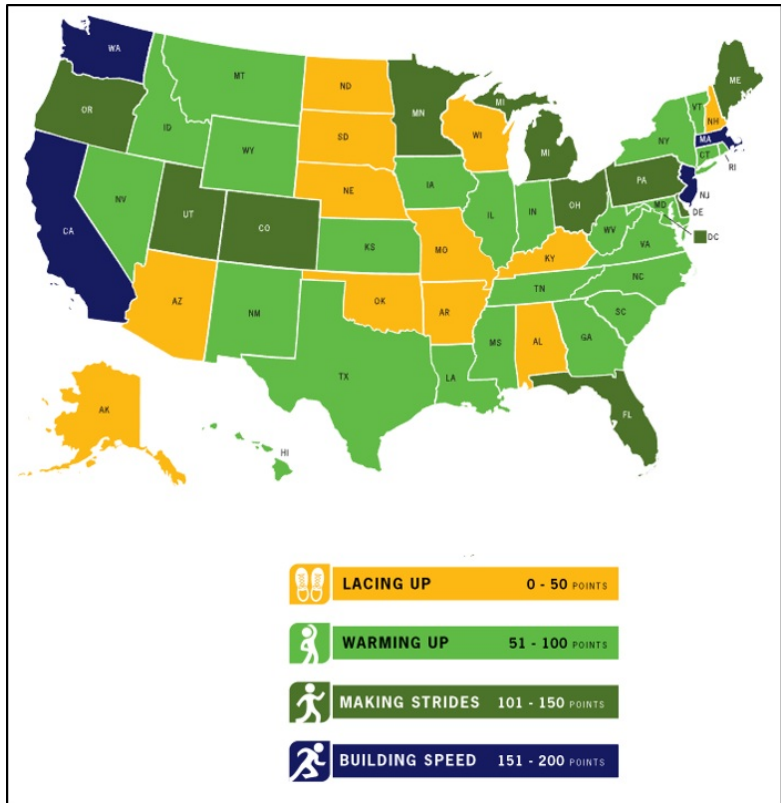 WA
MT
ND
MN
ME
OR
ID
SD
WI
MI
VT
NH
WY
NY
MA
CT
RI
MI
NE
IA
PA
NJ
NV
UT
CO
IL
IN
OH
MD
DE
DC
CA
KS
MO
WV
VA
KY
AZ
NM
OK
AR
TN
NC
SC
TX
LA
MS
AL
GA
FL
AK
HI
LACING UP 0 - 50 POINTS
WARMING UP 51 - 100 POINTS
MAKING STRIDES 101 - 150 POINTS
BUILDING SPEED 151 - 200 POINTS